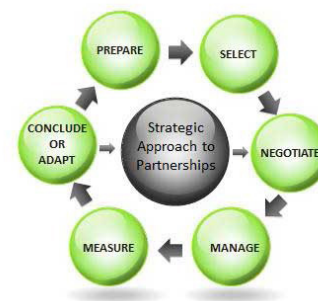 PREPARE
SELECT
CONCLUDE
OR
ADAPT
Strategic
Approach to
Partnerships
NEGOTIATE
MEASURE
MANAGE